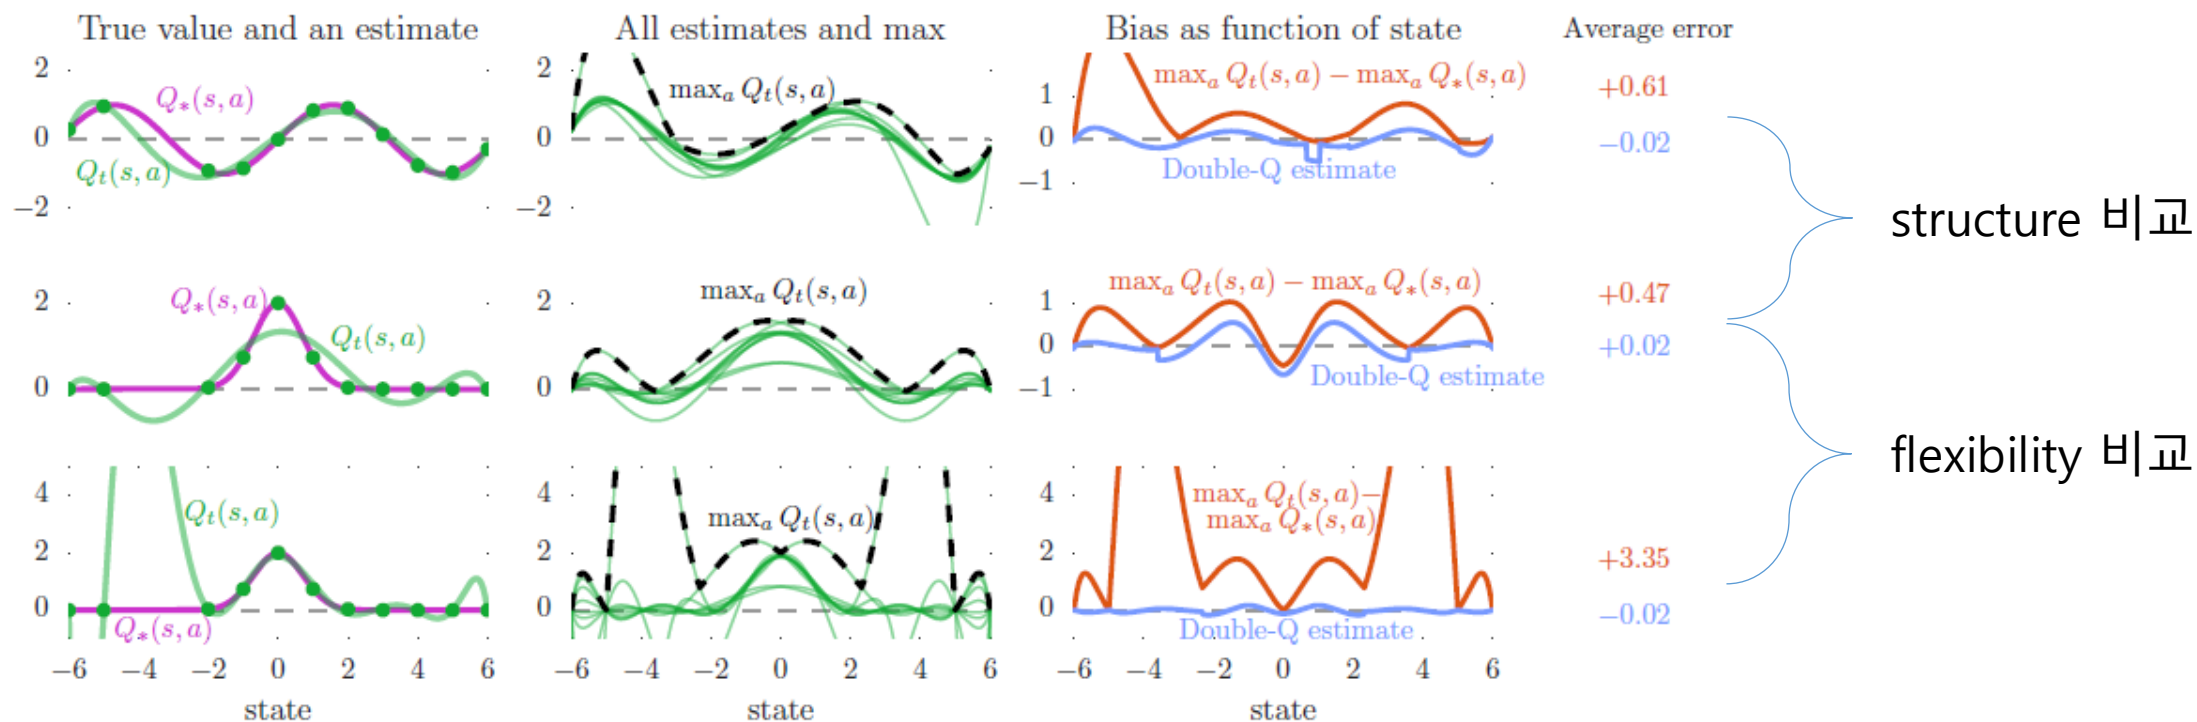 True value and an estimate
All estimates and max
Bias as function of state
Average error
2
0
−2
Q∗(s, a)
Qt(s, a)
2
0
−2
maxa Qt(s, a)
1
0
−1
maxa Qt(s, a) − maxa Q∗(s, a)
Double-Q estimate
+0.61
−0.02
structure 비교
2
0
Q∗(s, a)
Qt(s, a)
2
0
maxa Qt(s, a)
1
0
−1
maxa Qt(s, a) − maxa Q∗(s, a)
Double-Q estimate
+0.47
+0.02
flexibility 비교
4
2
0
Qt(s, a)
Q∗(s, a)
4
2
0
maxa Qt(s, a)
4
2
0
maxa Qt(s, a)−
maxa Q∗(s, a)
Double-Q estimate
+3.35
−0.02
−6 −4 −2 0 2 4 6
state
−6 −4 −2 0 2 4 6
state
−6 −4 −2 0 2 4 6
state